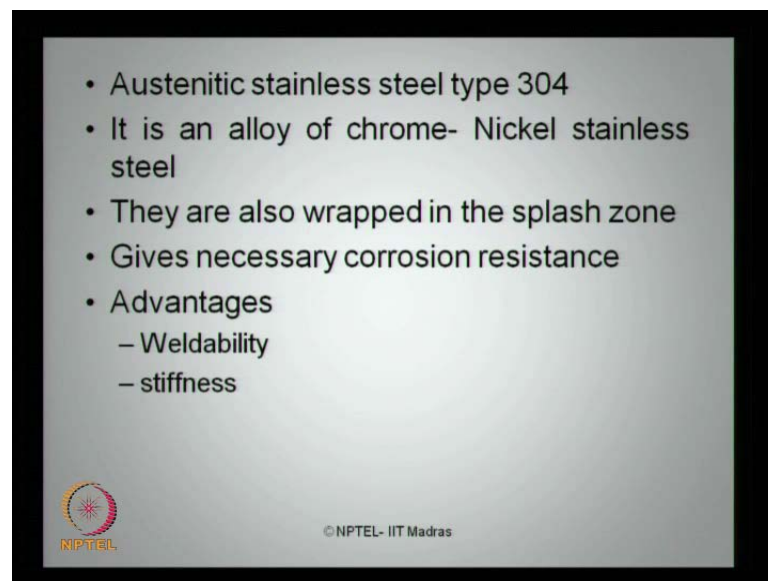 • Austenitic stainless steel type 304
• It is an alloy of chrome- Nickel stainless
steel
• They are also wrapped in the splash zone
• Gives necessary corrosion resistance
• Advantages
– Weldability
– stiffness
NPTEL
© NPTEL- IIT Madras